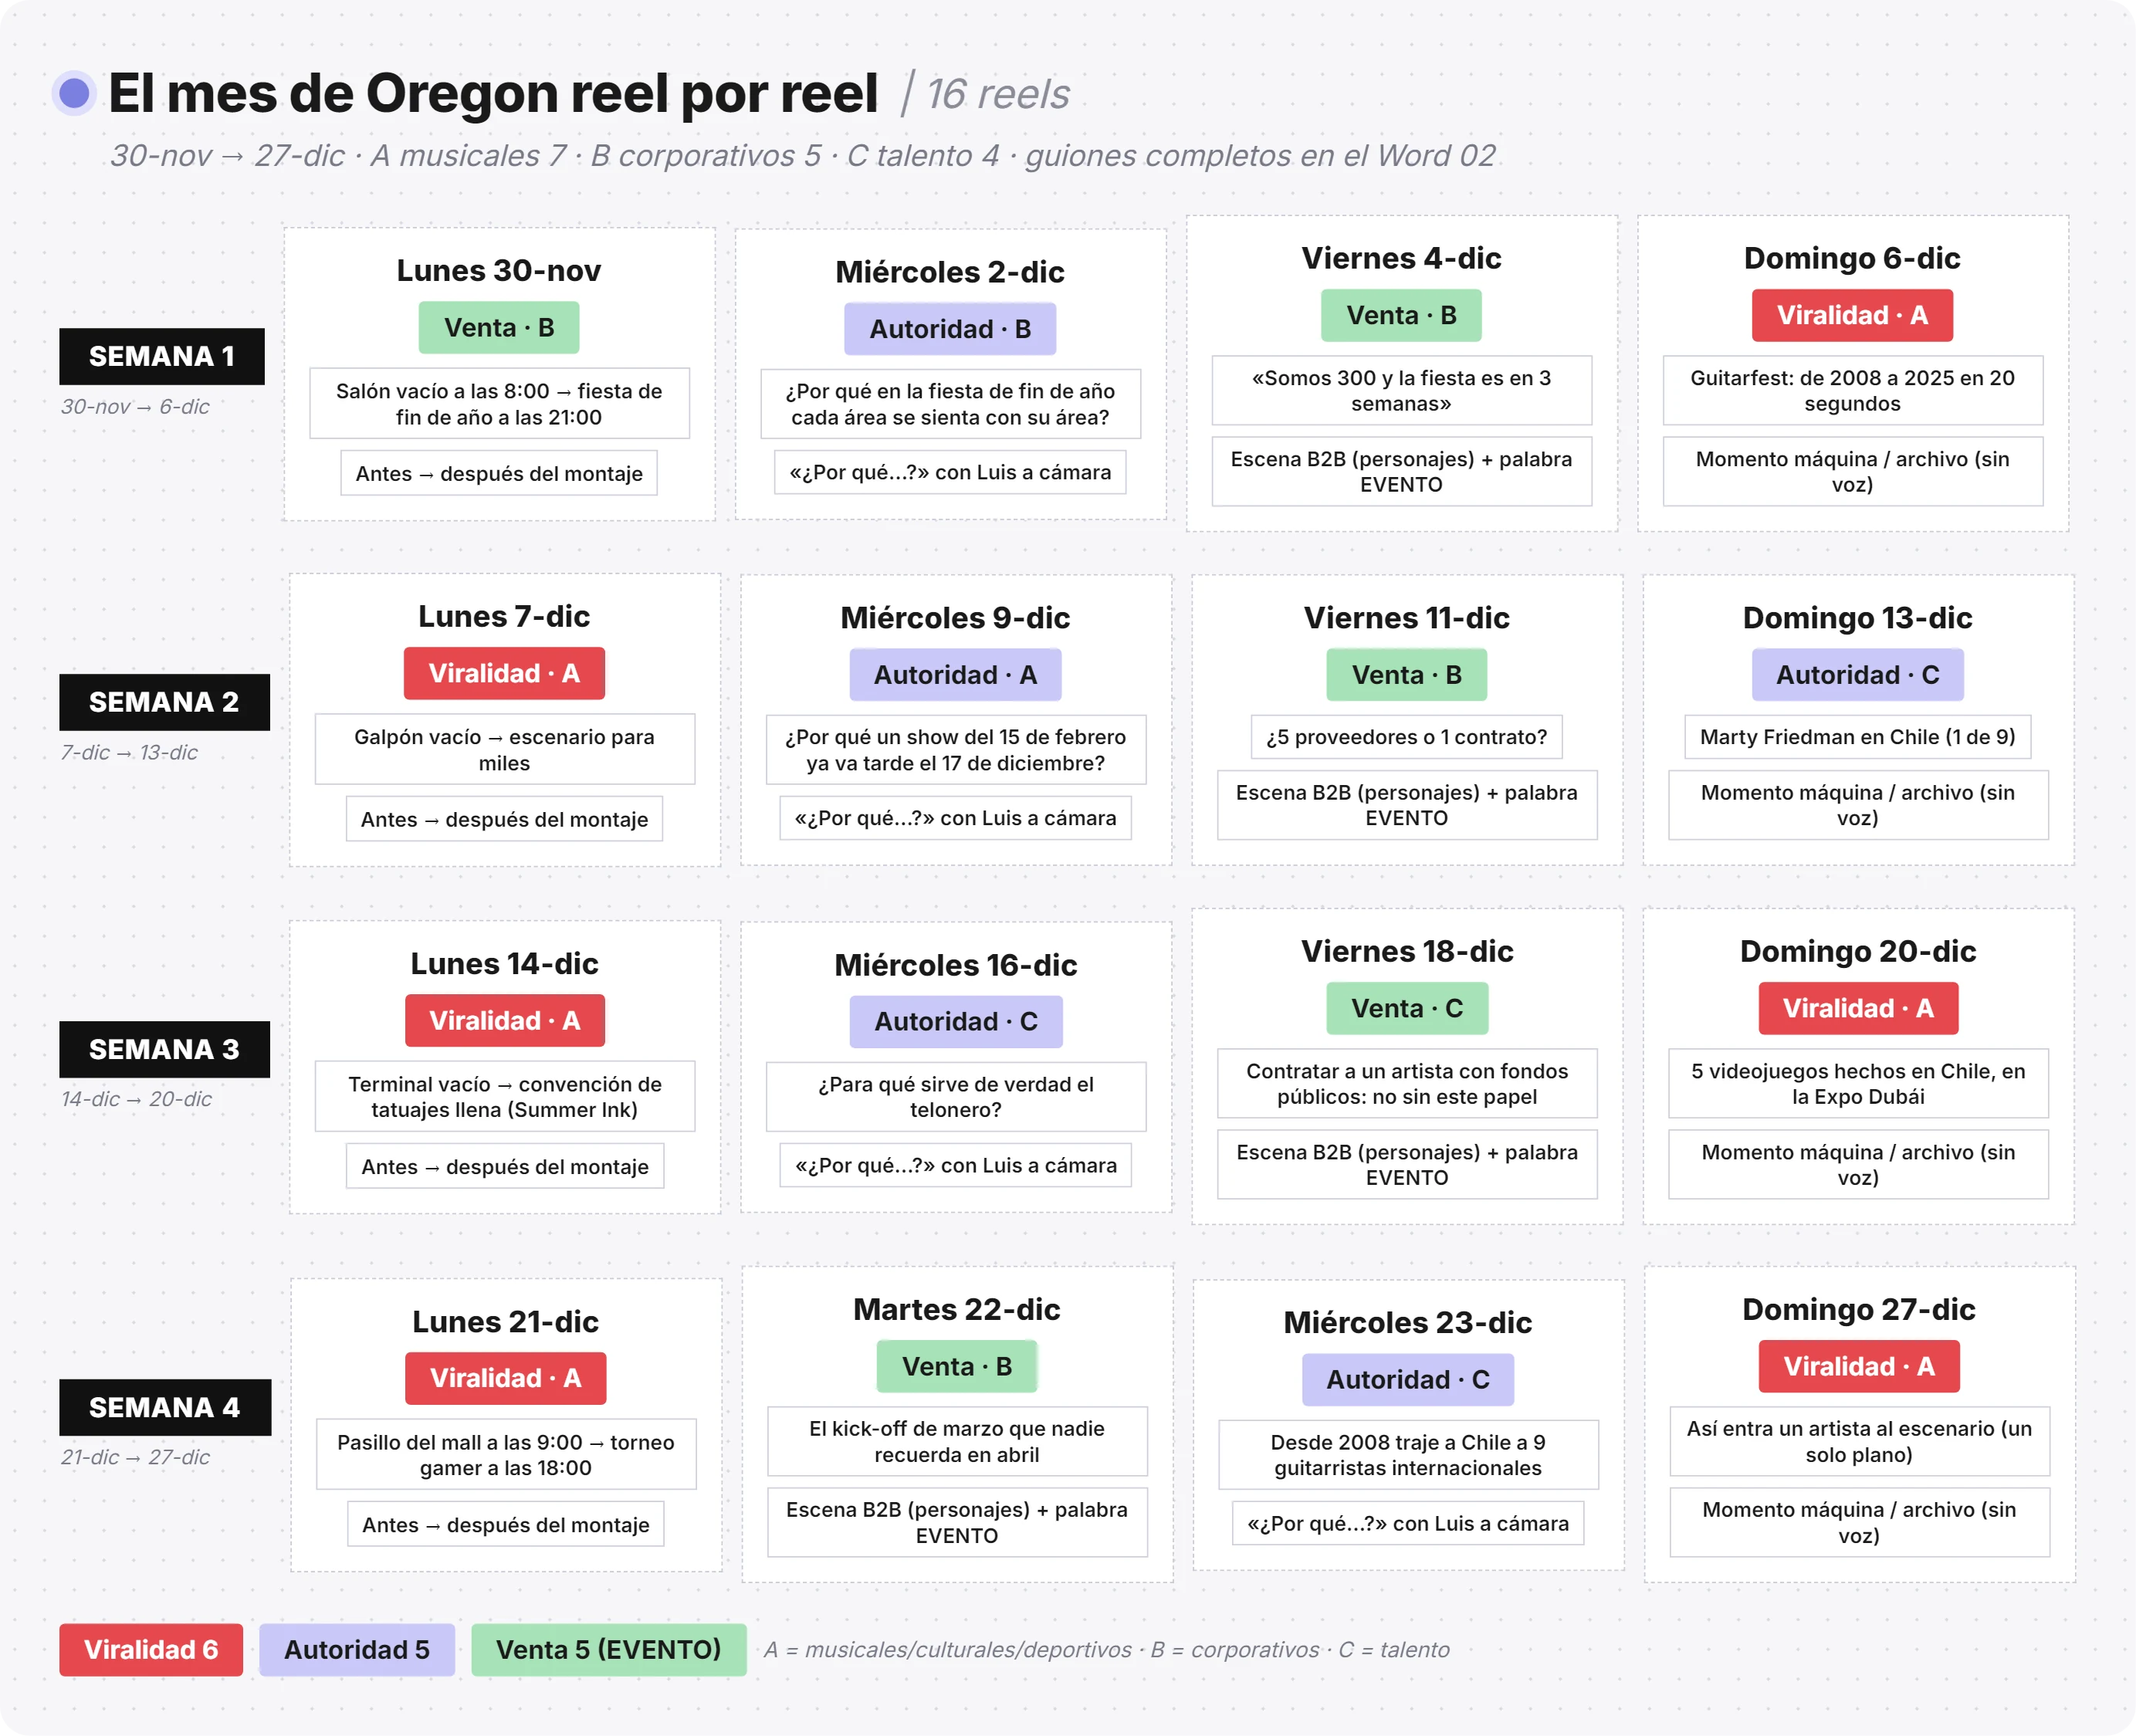 El mes de Oregon reel por reel | 16 reels
30-nov → 27-dic · A musicales 7 · B corporativos 5 · C talento 4 · guiones completos en el Word 02
SEMANA 1
30-nov → 6-dic
Lunes 30-nov
Venta · B
Salón vacío a las 8:00 → fiesta de
fin de año a las 21:00
Antes → después del montaje
Miércoles 2-dic
Autoridad · B
¿Por qué en la fiesta de fin de año
cada área se sienta con su área?
«¿Por qué...?» con Luis a cámara
Viernes 4-dic
Venta · B
«Somos 300 y la fiesta es en 3
semanas»
Escena B2B (personajes) + palabra
EVENTO
Domingo 6-dic
Viralidad · A
Guitarfest: de 2008 a 2025 en 20
segundos
Momento máquina / archivo (sin
voz)
SEMANA 2
7-dic → 13-dic
Lunes 7-dic
Viralidad · A
Galpón vacío → escenario para
miles
Antes → después del montaje
Miércoles 9-dic
Autoridad · A
¿Por qué un show del 15 de febrero
ya va tarde el 17 de diciembre?
«¿Por qué...?» con Luis a cámara
Viernes 11-dic
Venta · B
¿5 proveedores o 1 contrato?
Escena B2B (personajes) + palabra
EVENTO
Domingo 13-dic
Autoridad · C
Marty Friedman en Chile (1 de 9)
Momento máquina / archivo (sin
voz)
SEMANA 3
14-dic → 20-dic
Lunes 14-dic
Viralidad · A
Terminal vacío → convención de
tatuajes llena (Summer Ink)
Antes → después del montaje
Miércoles 16-dic
Autoridad · C
¿Para qué sirve de verdad el
telonero?
«¿Por qué...?» con Luis a cámara
Viernes 18-dic
Venta · C
Contratar a un artista con fondos
públicos: no sin este papel
Escena B2B (personajes) + palabra
EVENTO
Domingo 20-dic
Viralidad · A
5 videojuegos hechos en Chile, en
la Expo Dubái
Momento máquina / archivo (sin
voz)
SEMANA 4
21-dic → 27-dic
Lunes 21-dic
Viralidad · A
Pasillo del mall a las 9:00 → torneo
gamer a las 18:00
Antes → después del montaje
Martes 22-dic
Venta · B
El kick-off de marzo que nadie
recuerda en abril
Escena B2B (personajes) + palabra
EVENTO
Miércoles 23-dic
Autoridad · C
Desde 2008 traje a Chile a 9
guitarristas internacionales
«¿Por qué...?» con Luis a cámara
Domingo 27-dic
Viralidad · A
Así entra un artista al escenario (un
solo plano)
Momento máquina / archivo (sin
voz)
Viralidad 6
Autoridad 5
Venta 5 (EVENTO)
A = musicales/culturales/deportivos · B = corporativos · C = talento